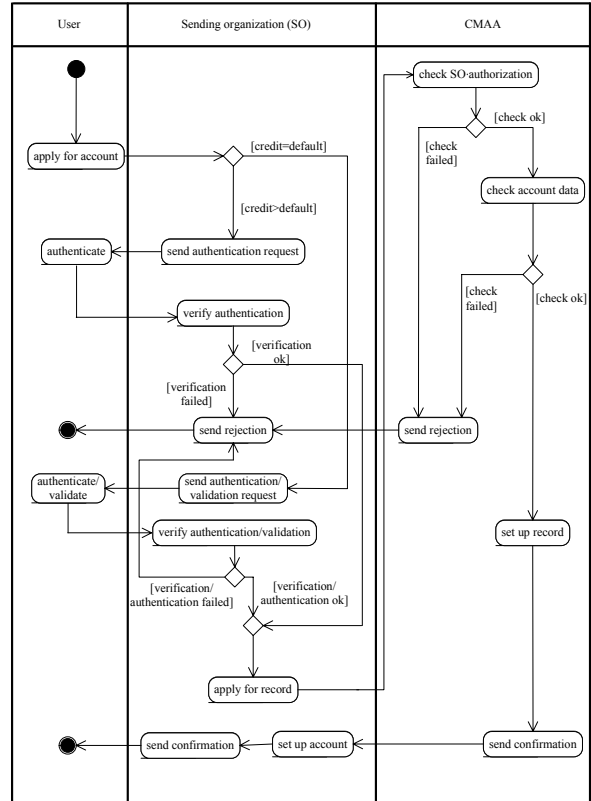 User
Sending organization (SO)
CMAA
check SO-authorization
[check ok]
[check
failed]
apply for account
[credit=default]
check account data
[credit>default]
authenticate
send authentication request
[check
failed]
[check ok]
verify authentication
[verification
ok]
[verification
failed]
send rejection
send rejection
authenticate/
validate
send authentication/
validation request
verify authentication/validation
set up record
[verification/
authentication failed]
[verification/
authentication ok]
apply for record
send confirmation
set up account
send confirmation